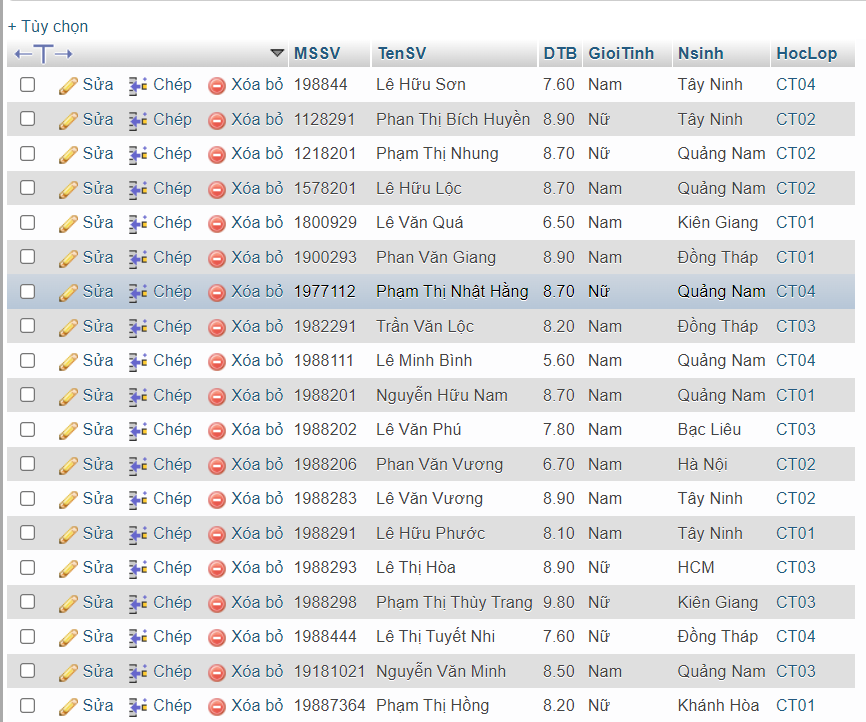 + Tùy chọn
MSSV TenSV DTB GioiTinh Nsinh HocLop
Sửa Chép Xóa bỏ 198844 Lê Hữu Sơn 7.60 Nam Tây Ninh CT04
Sửa Chép Xóa bỏ 1128291 Phan Thị Bích Huyền 8.90 Nữ Tây Ninh CT02
Sửa Chép Xóa bỏ 1218201 Phạm Thị Nhung 8.70 Nữ Quảng Nam CT02
Sửa Chép Xóa bỏ 1578201 Lê Hữu Lộc 8.70 Nam Quảng Nam CT02
Sửa Chép Xóa bỏ 1800929 Lê Văn Quá 6.50 Nam Kiên Giang CT01
Sửa Chép Xóa bỏ 1900293 Phan Văn Giang 8.90 Nam Đồng Tháp CT01
Sửa Chép Xóa bỏ 1977112 Phạm Thị Nhật Hằng 8.70 Nữ Quảng Nam CT04
Sửa Chép Xóa bỏ 1982291 Trần Văn Lộc 8.20 Nam Đồng Tháp CT03
Sửa Chép Xóa bỏ 1988111 Lê Minh Bình 5.60 Nam Quảng Nam CT04
Sửa Chép Xóa bỏ 1988201 Nguyễn Hữu Nam 8.70 Nam Quảng Nam CT01
Sửa Chép Xóa bỏ 1988202 Lê Văn Phú 7.80 Nam Bạc Liêu CT03
Sửa Chép Xóa bỏ 1988206 Phan Văn Vương 6.70 Nam Hà Nội CT02
Sửa Chép Xóa bỏ 1988283 Lê Văn Vương 8.90 Nam Tây Ninh CT02
Sửa Chép Xóa bỏ 1988291 Lê Hữu Phước 8.10 Nam Tây Ninh CT01
Sửa Chép Xóa bỏ 1988293 Lê Thị Hòa 8.90 Nữ HCM CT03
Sửa Chép Xóa bỏ 1988298 Phạm Thị Thùy Trang 9.80 Nữ Kiên Giang CT03
Sửa Chép Xóa bỏ 1988444 Lê Thị Tuyết Nhi 7.60 Nữ Đồng Tháp CT04
Sửa Chép Xóa bỏ 19181021 Nguyễn Văn Minh 8.50 Nam Quảng Nam CT03
Sửa Chép Xóa bỏ 19887364 Phạm Thị Hồng 8.20 Nữ Khánh Hòa CT01